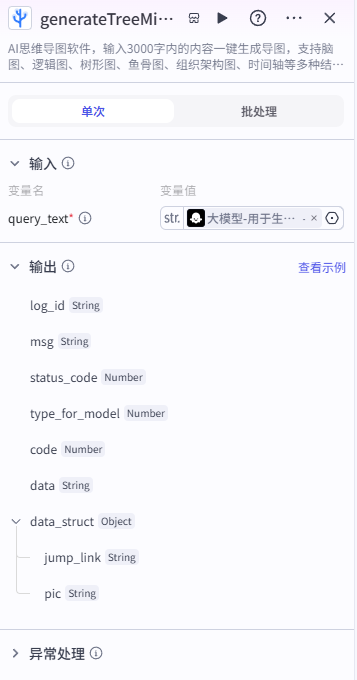 generateTreeMi···
AI思维导图软件，输入3000字内的内容一键生成导图，支持脑
图、逻辑图、树形图、鱼骨图、组织架构图、时间轴等多种结···
单次 批处理
输入
变量名 变量值
query_text* str. 大模型-用于生··· - ×
输出 查看示例
log_id String
msg String
status_code Number
type_for_model Number
code Number
data String
data_struct Object
jump_link String
pic String
异常处理